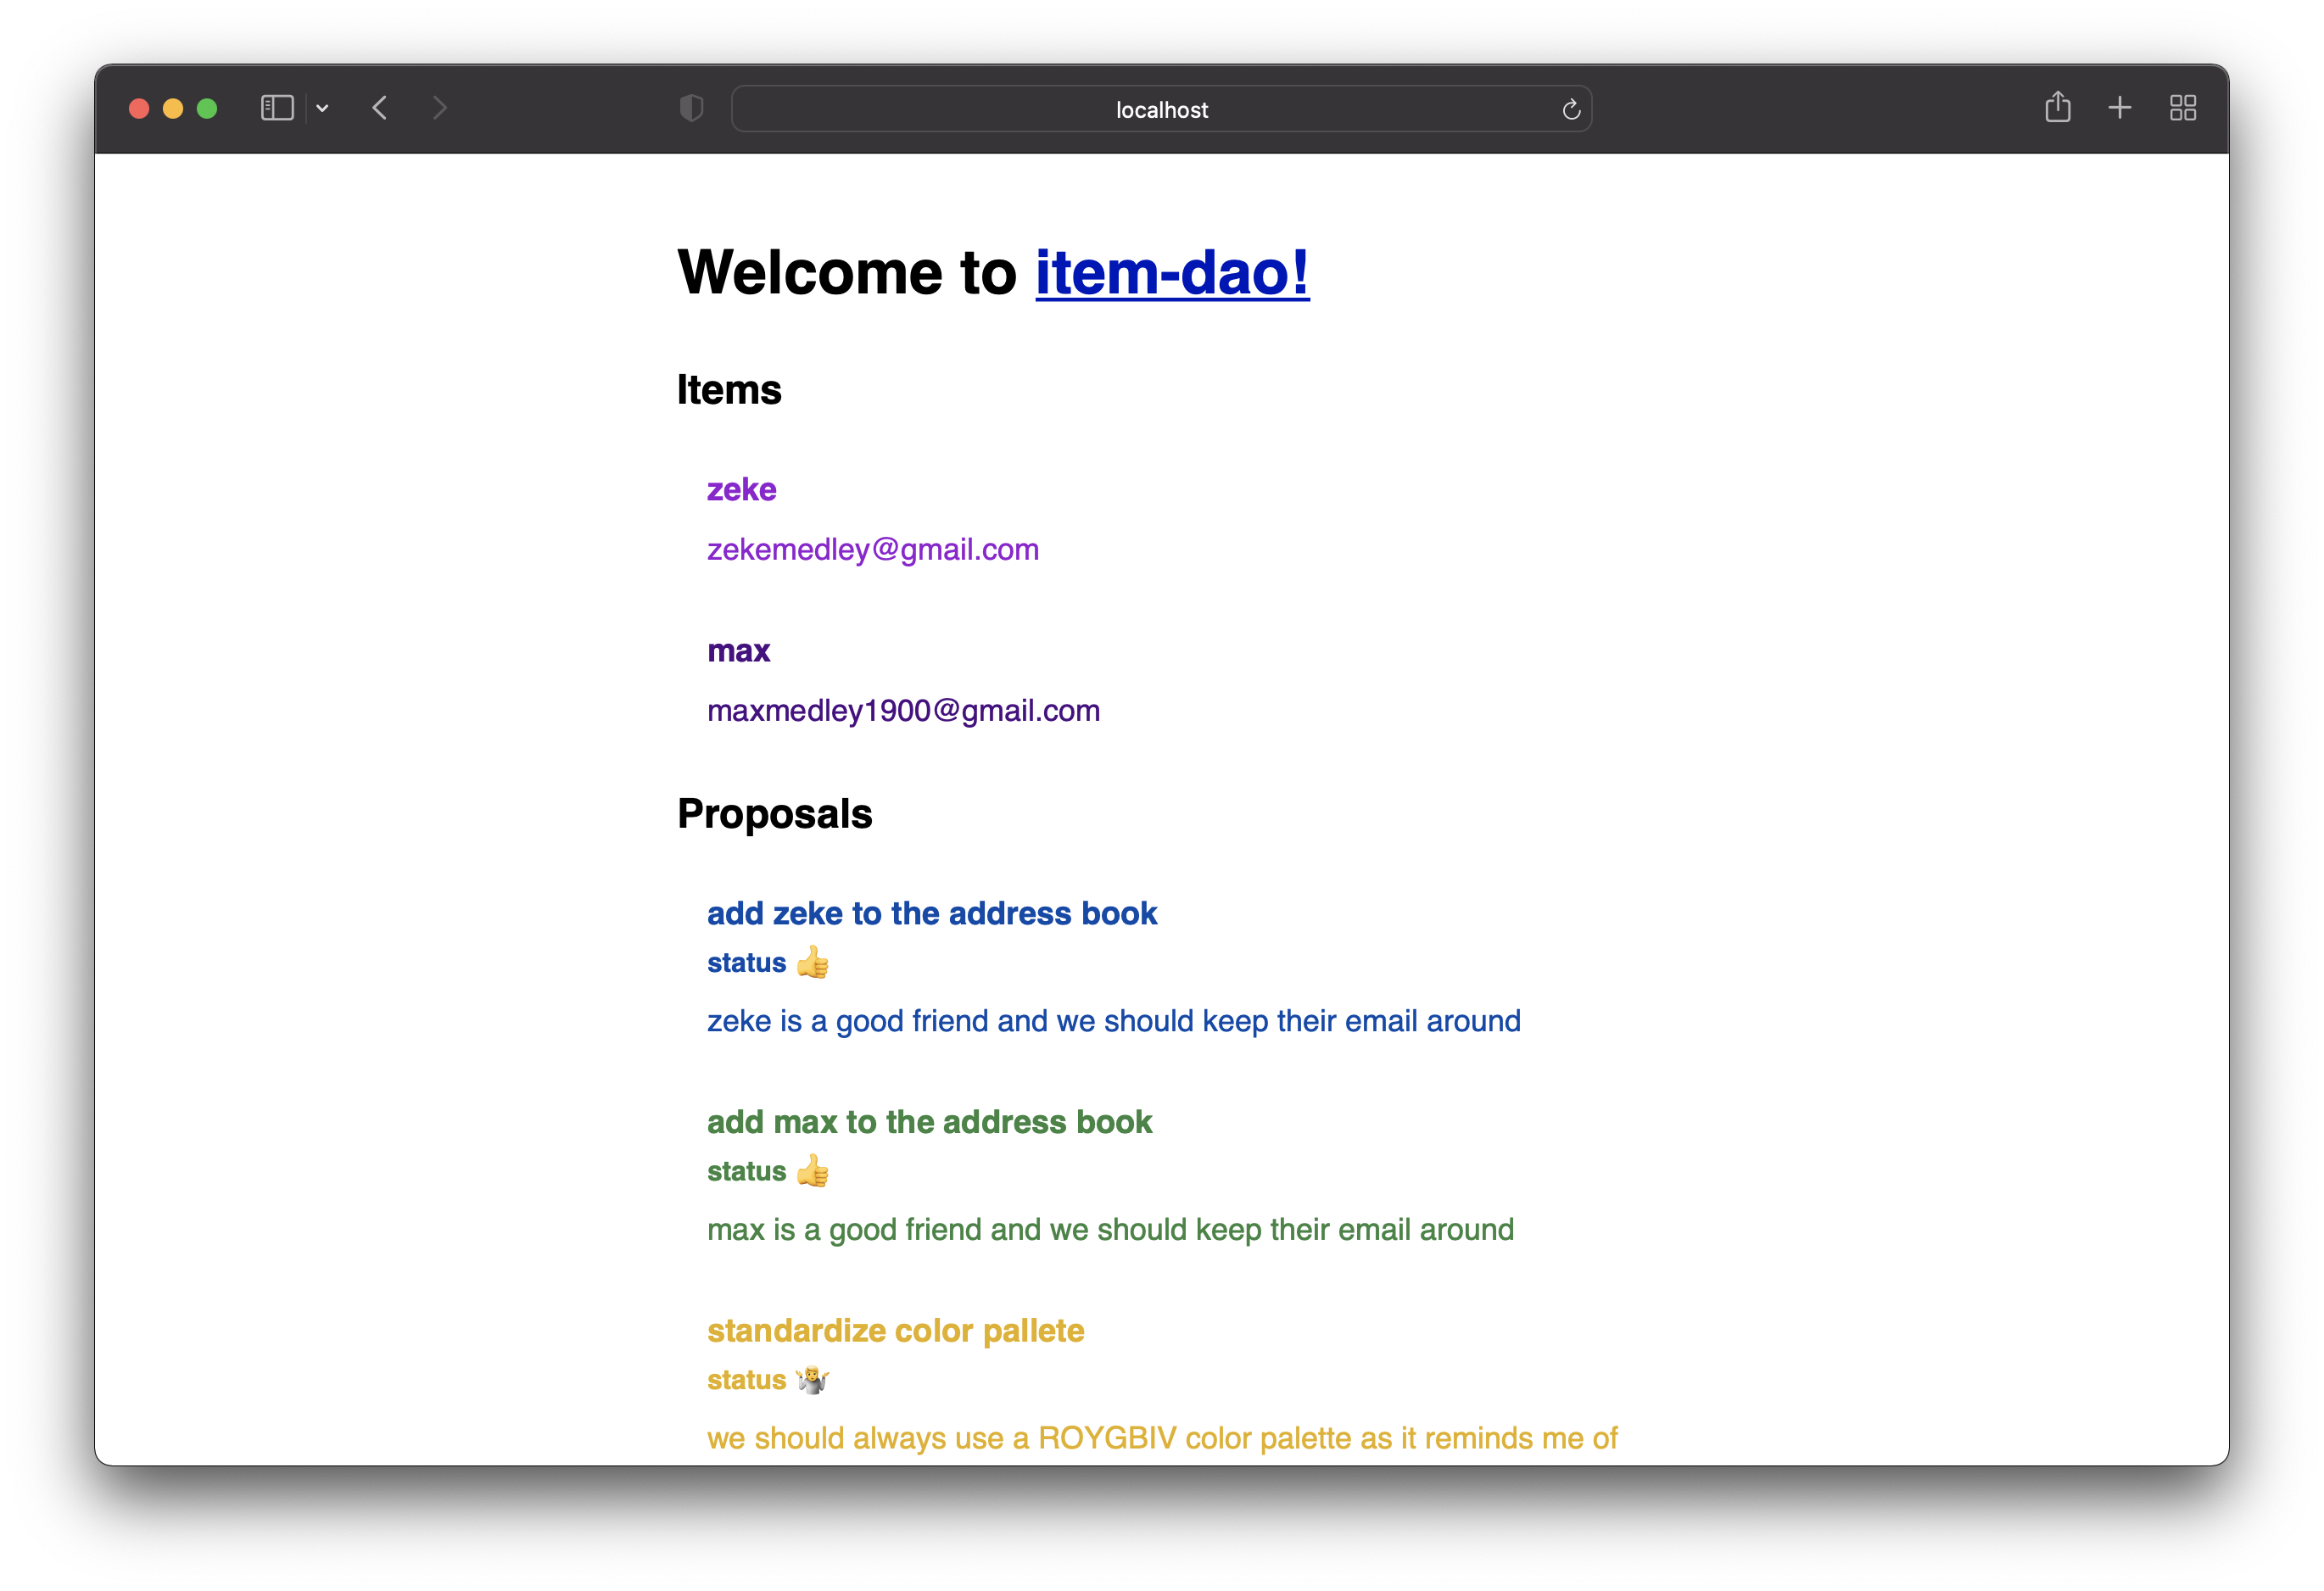 localhost
Welcome to item-dao!
Items
zeke
zekemedley@gmail.com
max
maxmedley1900@gmail.com
Proposals
add zeke to the address book
status 👍
zeke is a good friend and we should keep their email around
add max to the address book
status 👍
max is a good friend and we should keep their email around
standardize color pallete
status 🤷
we should always use a ROYGBIV color palette as it reminds me of